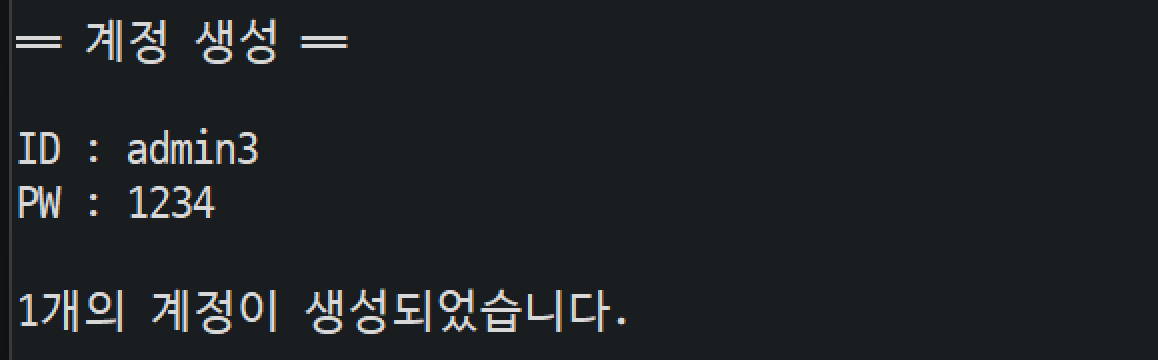 == 계정 생성 ==
ID : admin3
PW : 1234
1개의 계정이 생성되었습니다.